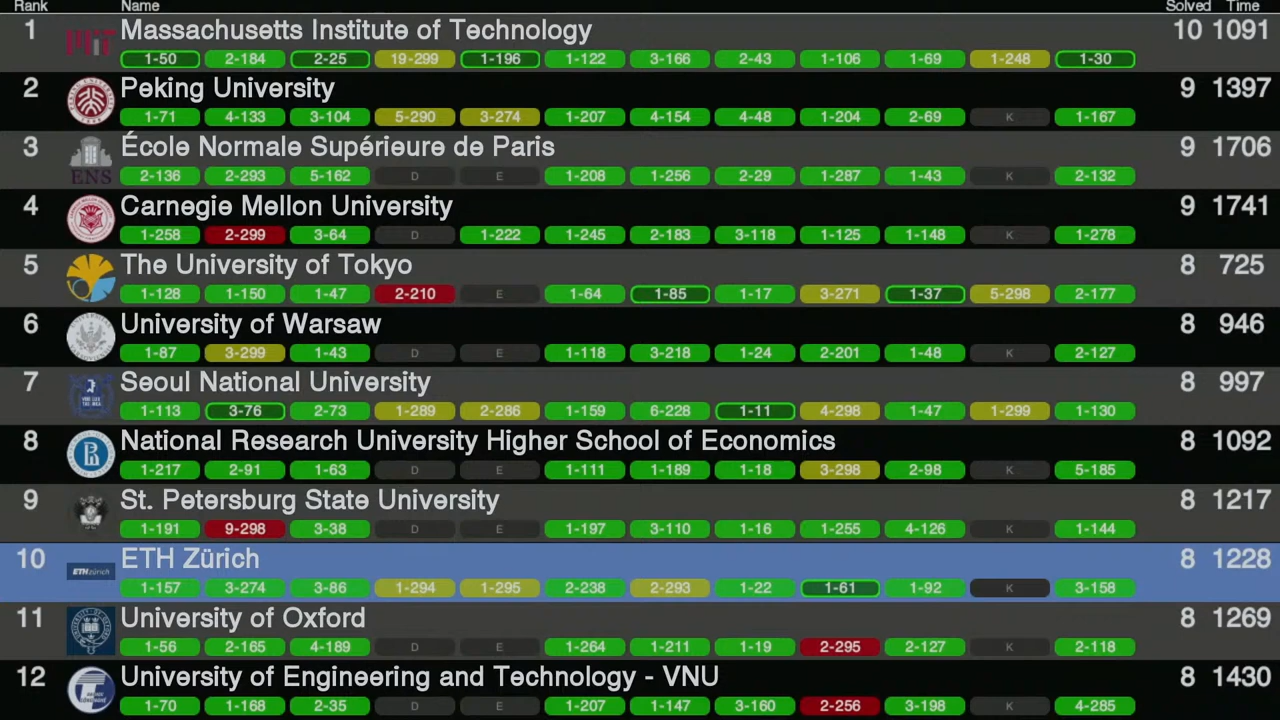 Rank Name Solved Time
1 Massachusetts Institute of Technology 10 1091
MIT 1-50 2-184 2-25 19-299 1-196 1-122 3-166 2-43 1-106 1-69 1-248 1-30
2 Peking University 9 1397
1-71 4-133 3-104 5-290 3-274 1-207 4-154 4-48 1-204 2-69 K 1-167
3 École Normale Supérieure de Paris 9 1706
ENS 2-136 2-293 5-162 D E 1-208 1-256 2-29 1-287 1-43 K 2-132
4 Carnegie Mellon University 9 1741
1-258 2-299 3-64 D 1-222 1-245 2-183 3-118 1-125 1-148 K 1-278
5 The University of Tokyo 8 725
1-128 1-150 1-47 2-210 E 1-64 1-85 1-17 3-271 1-37 5-298 2-177
6 University of Warsaw 8 946
1-87 3-299 1-43 D E 1-118 3-218 1-24 2-201 1-48 K 2-127
7 Seoul National University 8 997
1-113 3-76 2-73 1-289 2-286 1-159 6-228 1-11 4-298 1-47 1-299 1-130
8 National Research University Higher School of Economics 8 1092
1-217 2-91 1-63 D E 1-111 1-189 1-18 3-298 2-98 K 5-185
9 St. Petersburg State University 8 1217
1-191 9-298 3-38 D E 1-197 3-110 1-16 1-255 4-126 K 1-144
10 ETH Zürich 8 1228
ETHzürich 1-157 3-274 3-86 1-294 1-295 2-238 2-293 1-22 1-61 1-92 K 3-158
11 University of Oxford 8 1269
1-56 2-165 4-189 D E 1-264 1-211 1-19 2-295 2-127 K 2-118
12 University of Engineering and Technology - VNU 8 1430
1-70 1-168 2-35 D E 1-207 1-147 3-160 2-256 3-198 K 4-285